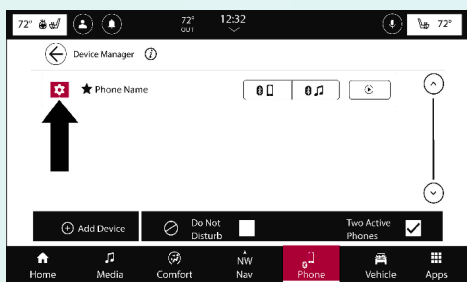 72° 72° 12:32 72°
OUT
Device Manager
Phone Name
Add Device Do Not Two Active
Disturb Phones
NW
Home Media Comfort Nav Phone Vehicle Apps